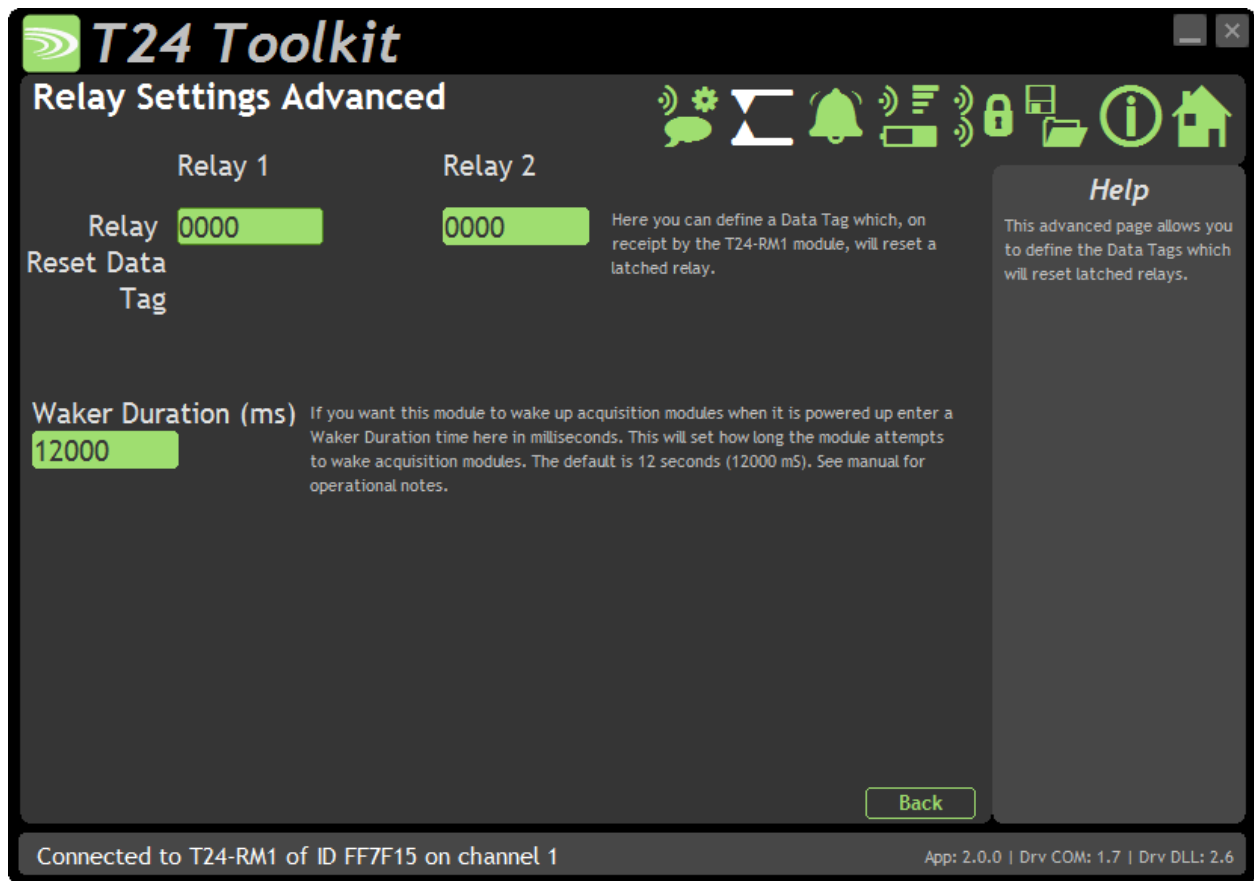 T24 Toolkit
Relay Settings Advanced
Relay 1
Relay 2
Relay
Reset Data
Tag
0000
0000
Here you can define a Data Tag which, on
receipt by the T24-RM1 module, will reset a
latched relay.
Waker Duration (ms)
12000
If you want this module to wake up acquisition modules when it is powered up enter a
Waker Duration time here in milliseconds. This will set how long the module attempts
to wake acquisition modules. The default is 12 seconds (12000 mS). See manual for
operational notes.
Back
Help
This advanced page allows you
to define the Data Tags which
will reset latched relays.
Connected to T24-RM1 of ID FF7F15 on channel 1
App: 2.0.0 | Drv COM: 1.7 | Drv DLL: 2.6